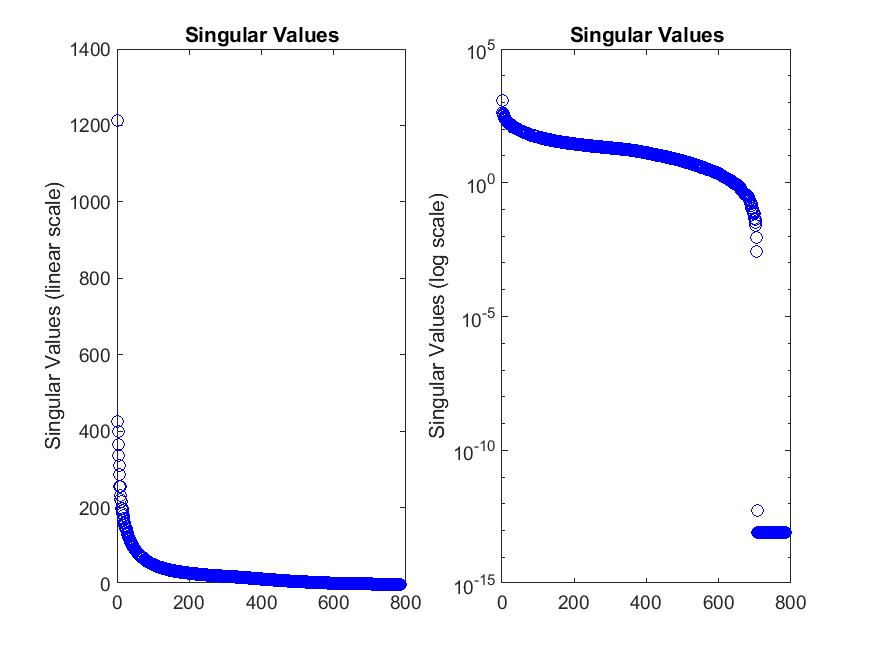 Singular Values
1400
1200
1000
800
600
400
200
0
0 200 400 600 800
Singular Values (linear scale)
Singular Values
10^5
10^0
10^-5
10^-10
10^-15
0 200 400 600 800
Singular Values (log scale)